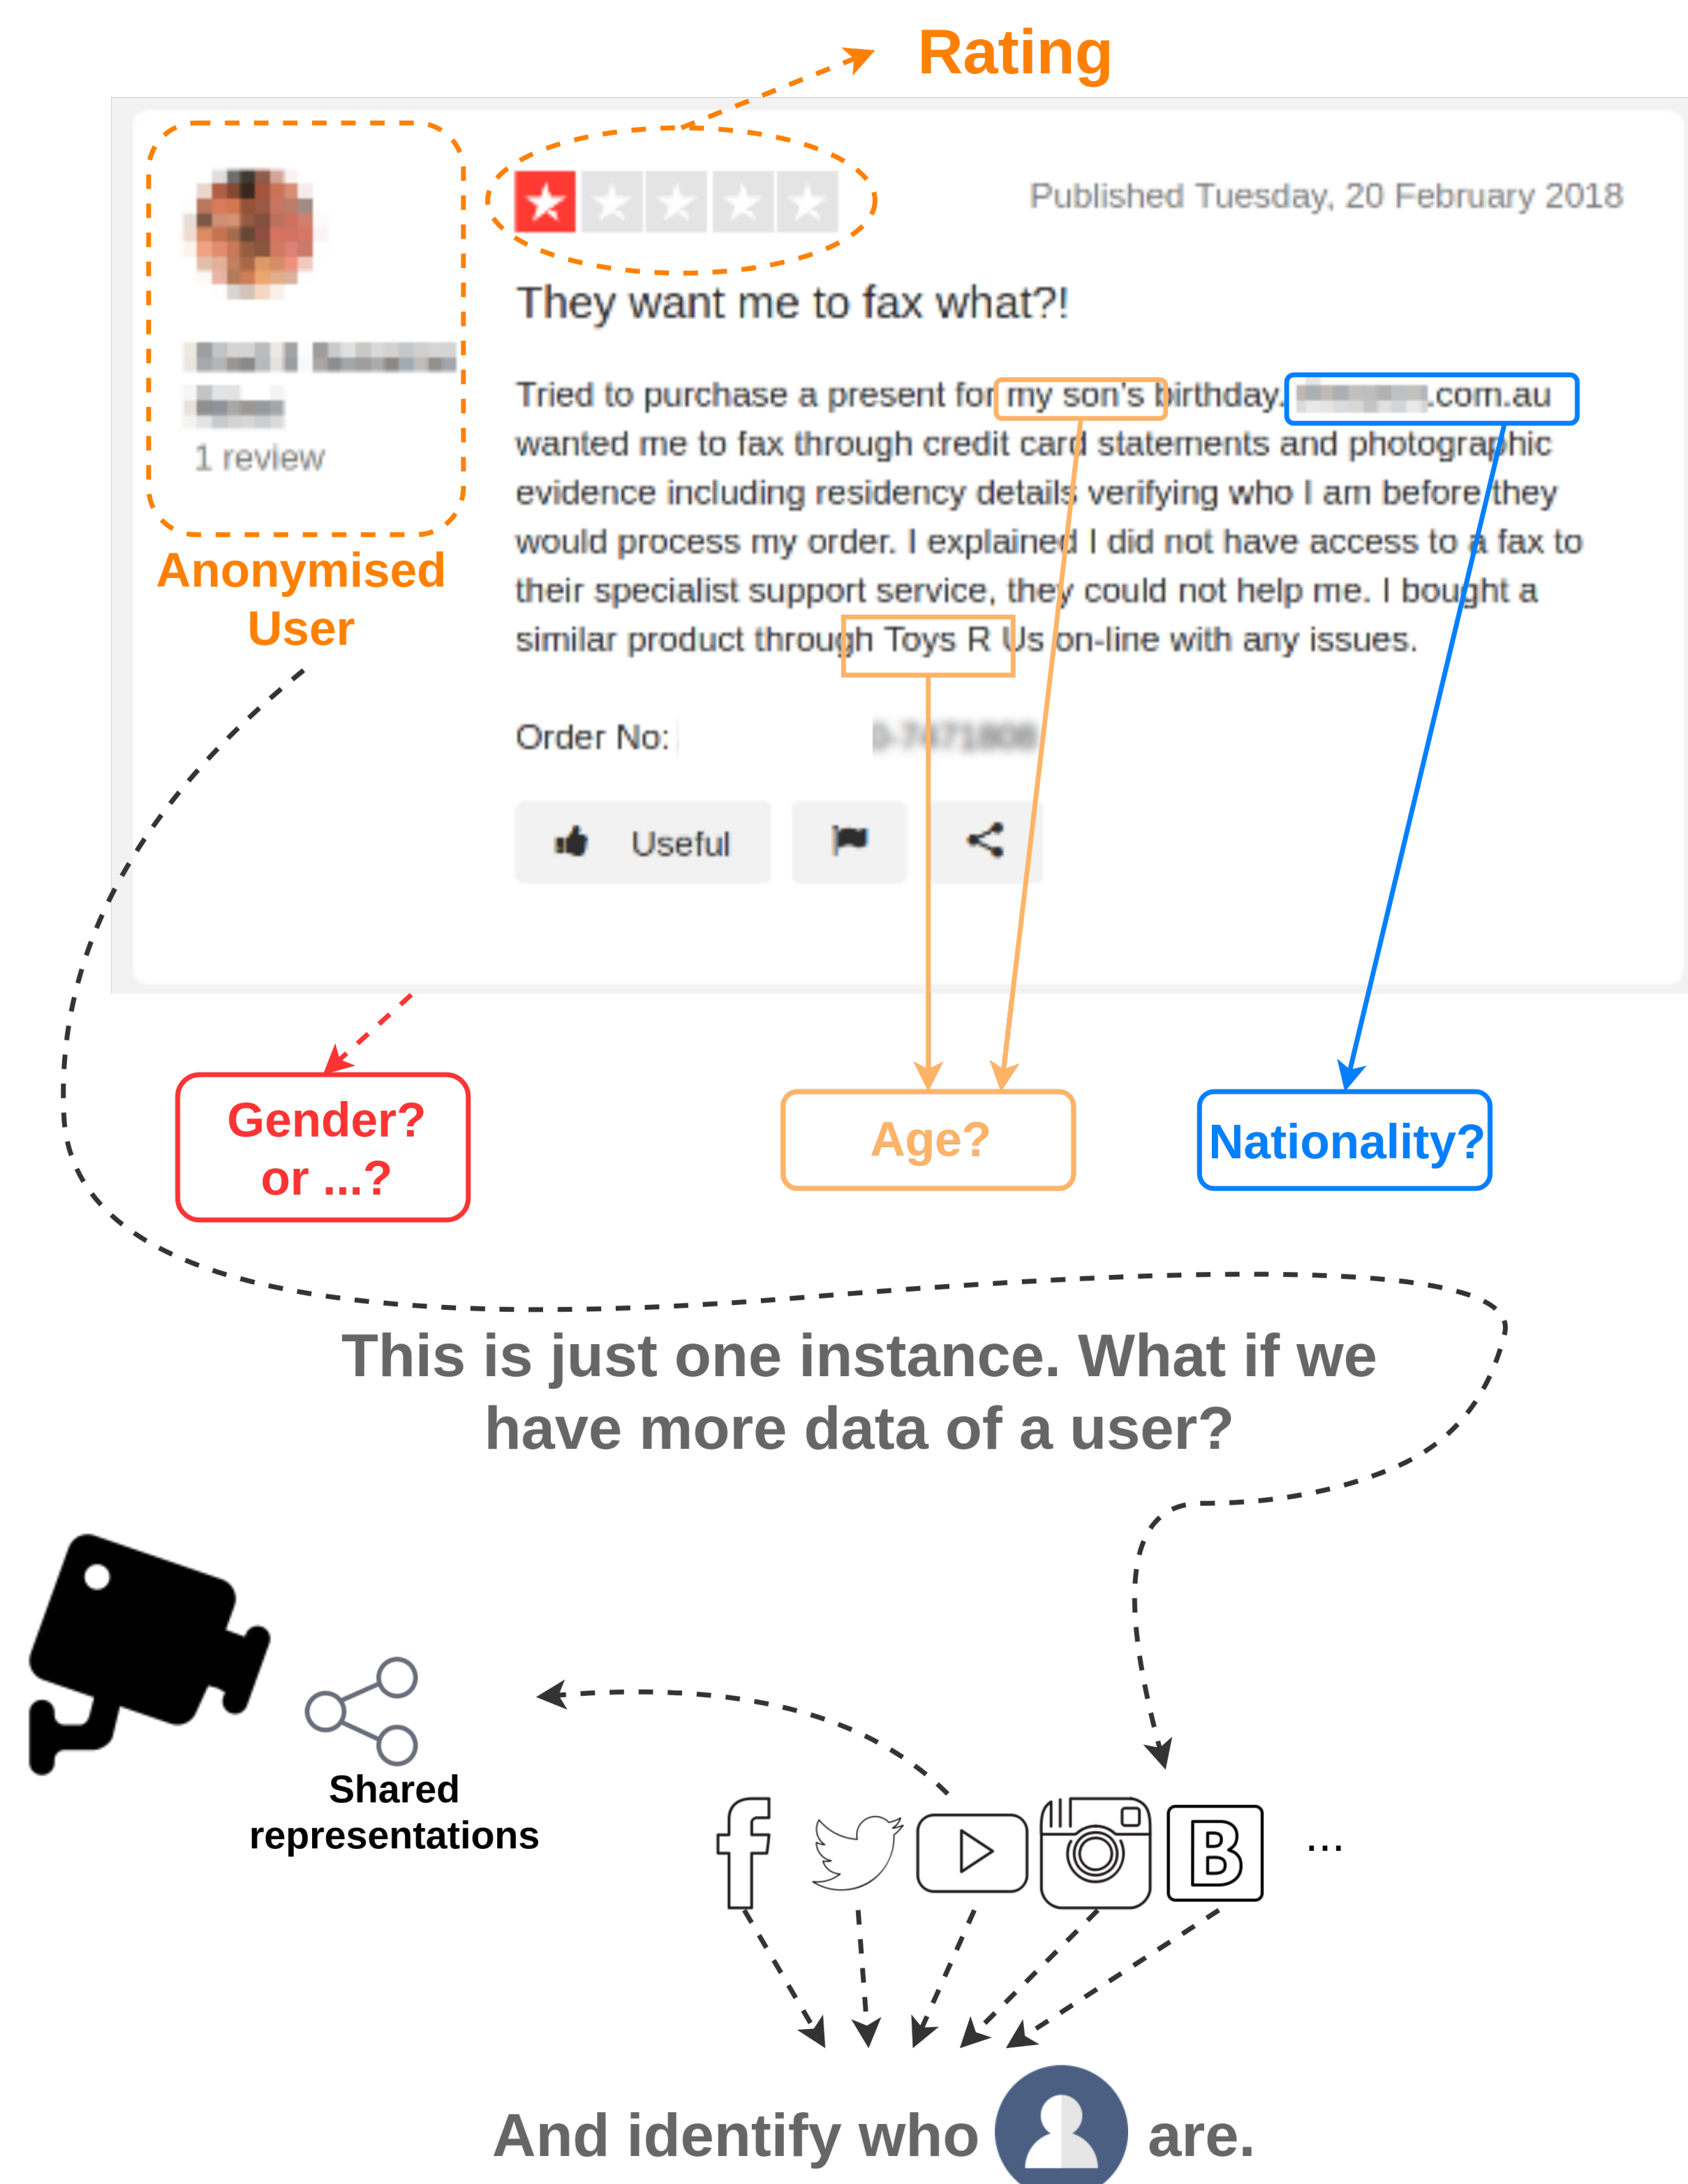 Rating
Published Tuesday, 20 February 2018
They want me to fax what?!
Tried to purchase a present for my son's birthday. .com.au
wanted me to fax through credit card statements and photographic
evidence including residency details verifying who I am before they
would process my order. I explained I did not have access to a fax to
their specialist support service, they could not help me. I bought a
similar product through Toys R Us on-line with any issues.
1 review
Anonymised
User
Order No:
Useful
Gender?
or ...?
Age?
Nationality?
This is just one instance. What if we
have more data of a user?
Shared
representations
B
...
And identify who are.